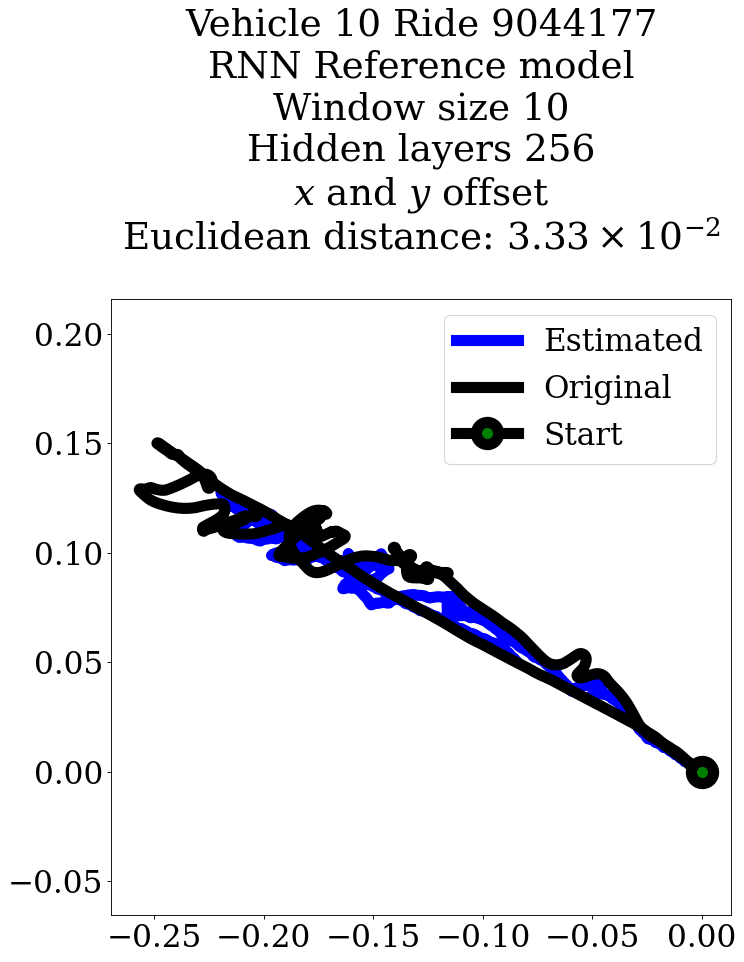 Vehicle 10 Ride 9044177
RNN Reference model
Window size 10
Hidden layers 256
x and y offset
Euclidean distance: 3.33 × 10⁻²
Estimated
Original
Start
0.20
0.15
0.10
0.05
0.00
−0.05
−0.25 −0.20 −0.15 −0.10 −0.05 0.00